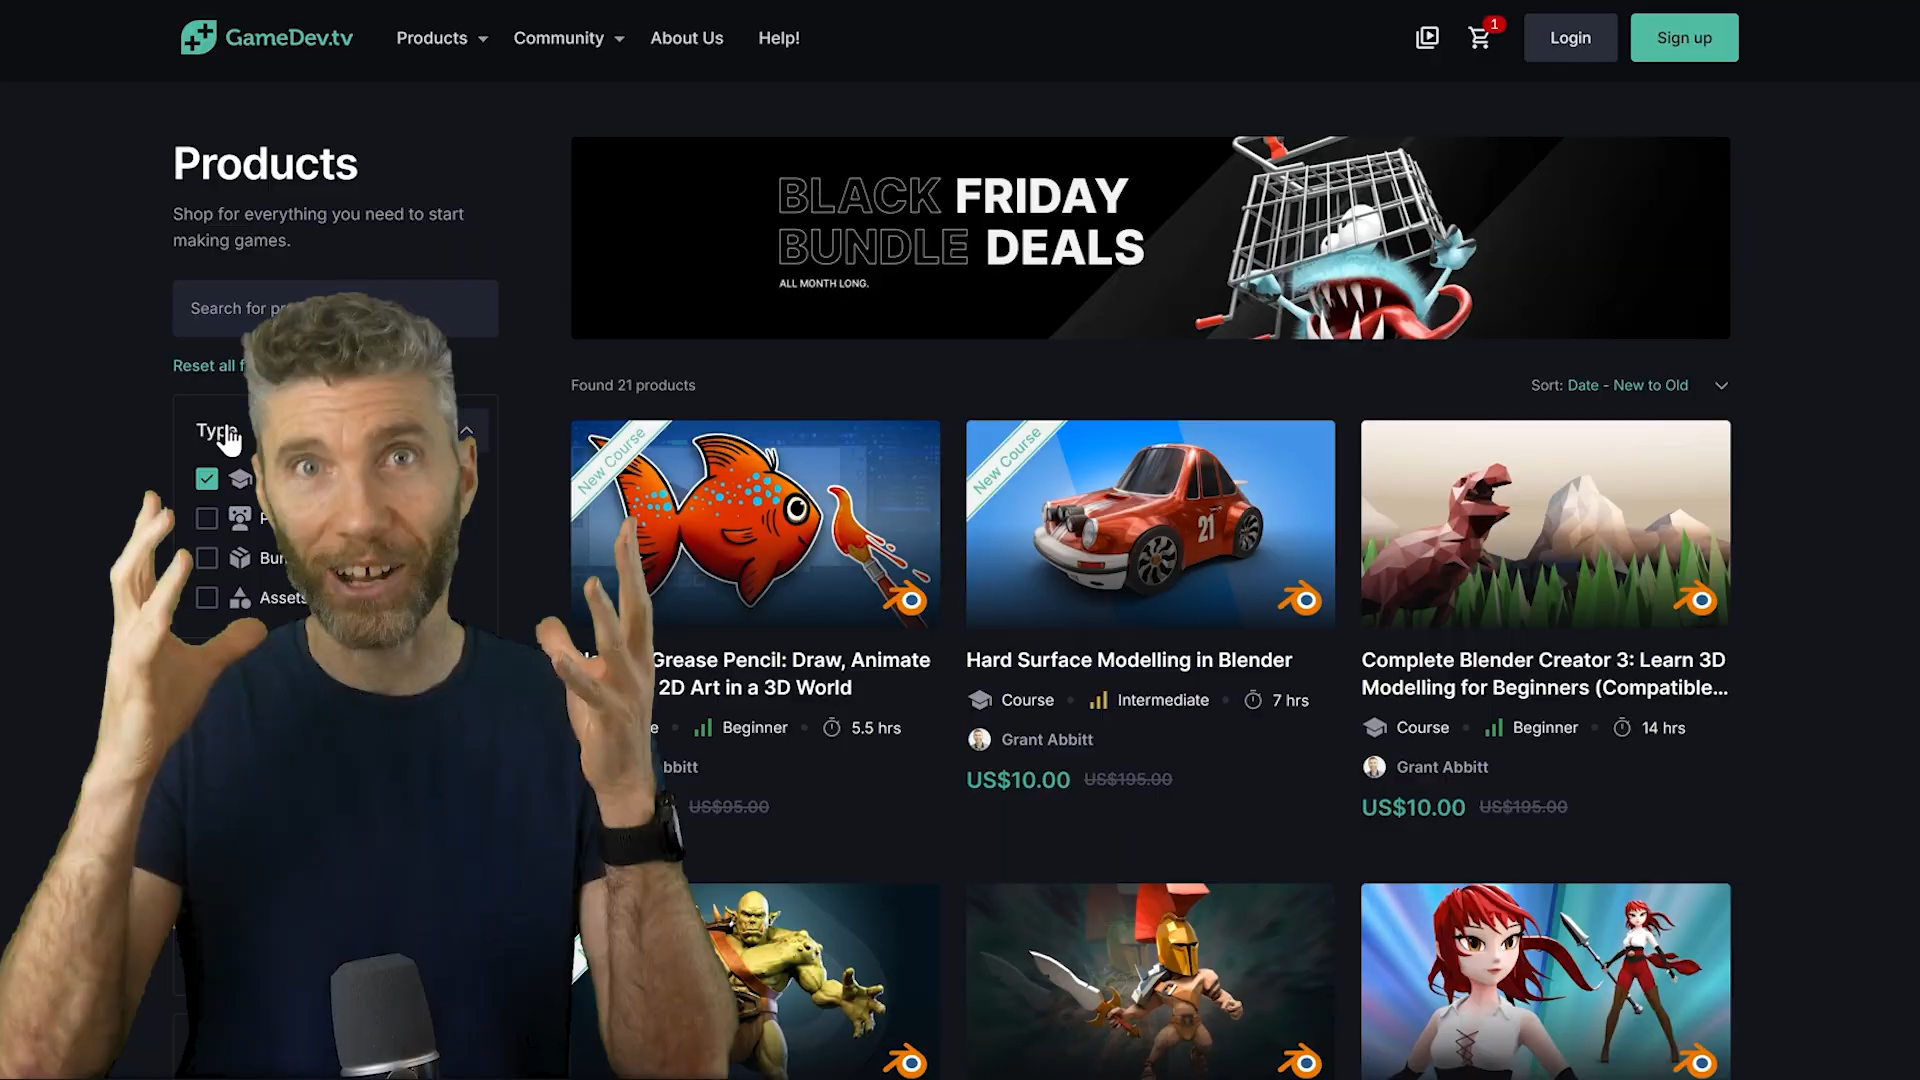 GameDev.tv
Products
Community
About Us
Help!
1
Login
Sign up
Products
Shop for everything you need to start
making games.
Search for
Reset all
BLACK FRIDAY
BUNDLE DEALS
ALL MONTH LONG.
Found 21 products
Sort: Date - New to Old
Type
Assets
New Course
Grease Pencil: Draw, Animate
2D Art in a 3D World
Beginner
5.5 hrs
US$95.00
New Course
21
Hard Surface Modelling in Blender
Course
Intermediate
7 hrs
Grant Abbitt
US$10.00 US$195.00
Complete Blender Creator 3: Learn 3D
Modelling for Beginners (Compatible...
Course
Beginner
14 hrs
Grant Abbitt
US$10.00 US$195.00